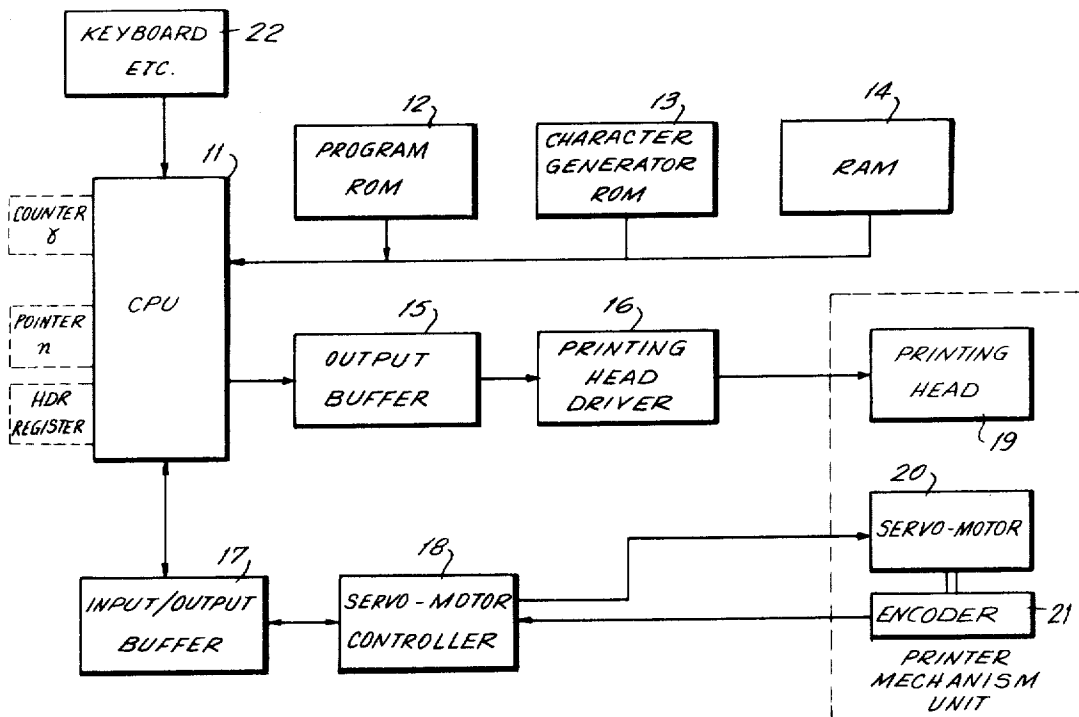 KEYBOARD
ETC.
22
12
PROGRAM
ROM
13
CHARACTER
GENERATOR
ROM
14
RAM
11
CPU
COUNTER
γ
POINTER
n
HDR
REGISTER
15
OUTPUT
BUFFER
16
PRINTING
HEAD
DRIVER
PRINTING
HEAD
19
20
SERVO-MOTOR
17
INPUT/OUTPUT
BUFFER
18
SERVO-MOTOR
CONTROLLER
ENCODER
21
PRINTER
MECHANISM
UNIT